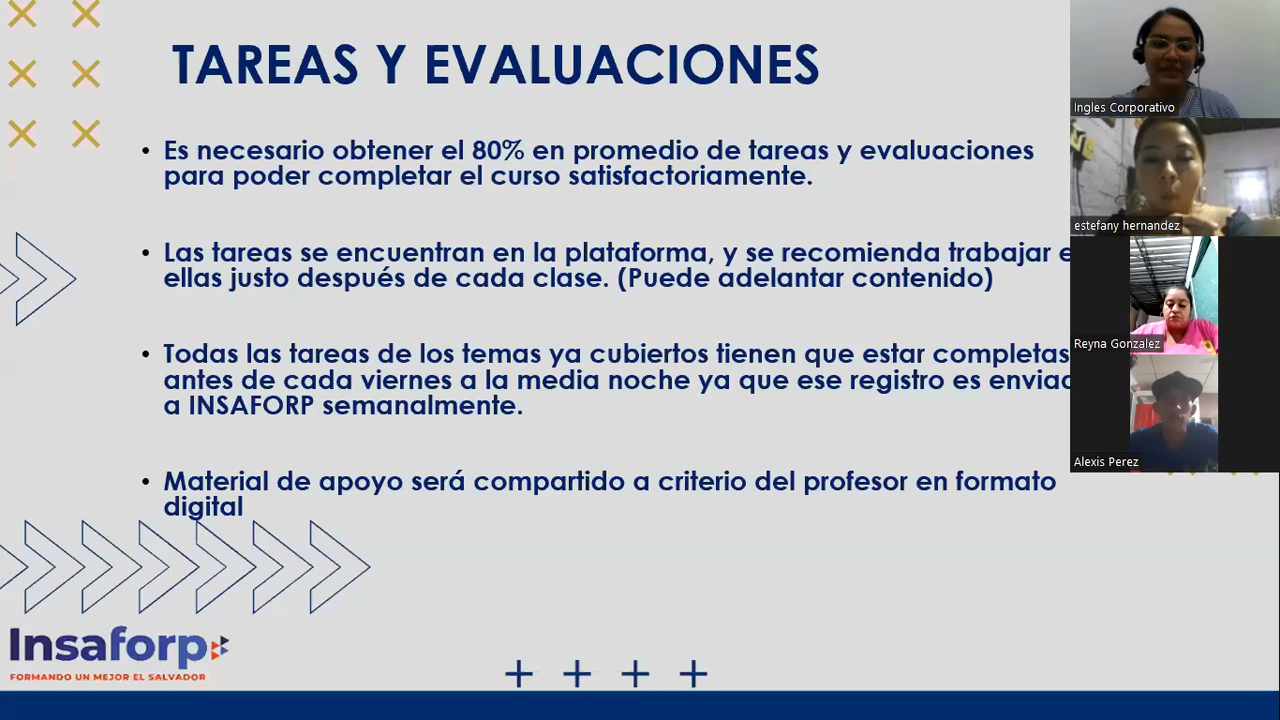 TAREAS Y EVALUACIONES
• Es necesario obtener el 80% en promedio de tareas y evaluaciones
para poder completar el curso satisfactoriamente.
• Las tareas se encuentran en la plataforma, y se recomienda trabajar e
ellas justo después de cada clase. (Puede adelantar contenido)
• Todas las tareas de los temas ya cubiertos tienen que estar completas
antes de cada viernes a la media noche ya que ese registro es enviad
a INSAFORP semanalmente.
• Material de apoyo será compartido a criterio del profesor en formato
digital
Insaforp
FORMANDO UN MEJOR EL SALVADOR
Ingles Corporativo
estefany hernandez
Reyna Gonzalez
Alexis Perez